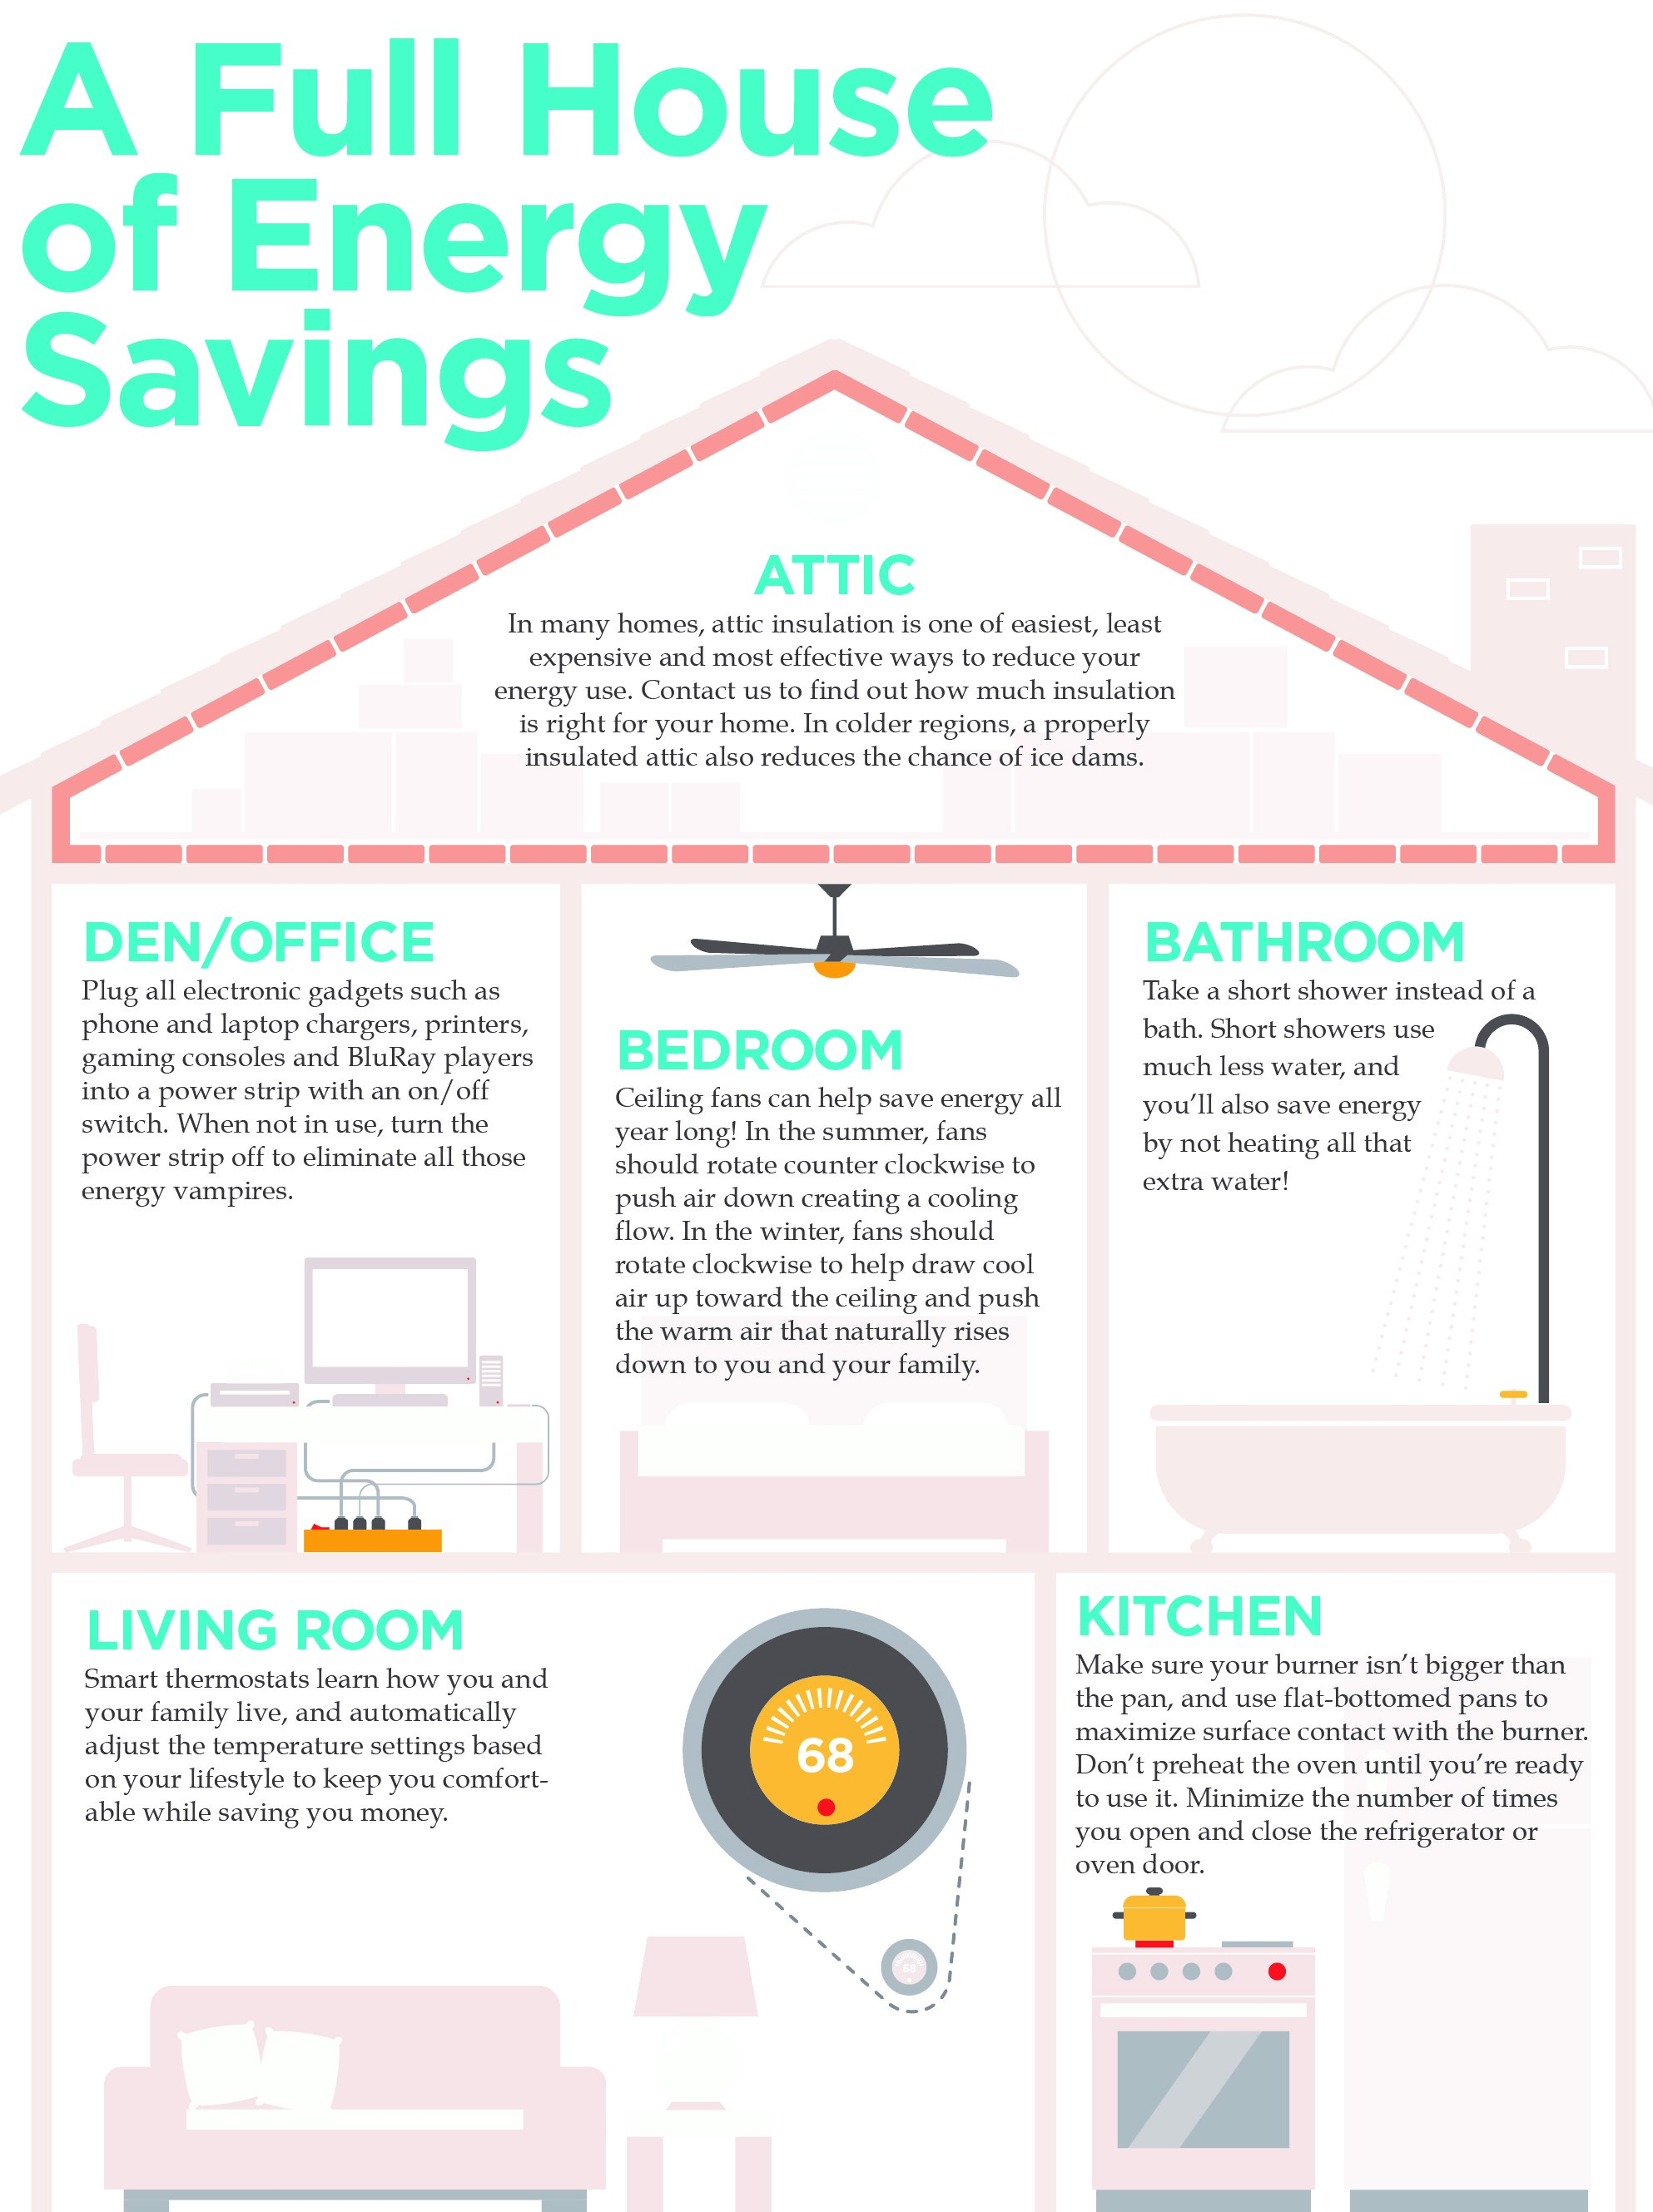 A Full House
of Energy
Savings
ATTIC
In many homes, attic insulation is one of easiest, least
expensive and most effective ways to reduce your
energy use. Contact us to find out how much insulation
is right for your home. In colder regions, a properly
insulated attic also reduces the chance of ice dams.
DEN/OFFICE
Plug all electronic gadgets such as
phone and laptop chargers, printers,
gaming consoles and BluRay players
into a power strip with an on/off
switch. When not in use, turn the
power strip off to eliminate all those
energy vampires.
BEDROOM
Ceiling fans can help save energy all
year long! In the summer, fans
should rotate counter clockwise to
push air down creating a cooling
flow. In the winter, fans should
rotate clockwise to help draw cool
air up toward the ceiling and push
the warm air that naturally rises
down to you and your family.
BATHROOM
Take a short shower instead of a
bath. Short showers use
much less water, and
you’ll also save energy
by not heating all that
extra water!
LIVING ROOM
Smart thermostats learn how you and
your family live, and automatically
adjust the temperature settings based
on your lifestyle to keep you comfort-
able while saving you money.
68
68
KITCHEN
Make sure your burner isn’t bigger than
the pan, and use flat-bottomed pans to
maximize surface contact with the burner.
Don’t preheat the oven until you’re ready
to use it. Minimize the number of times
you open and close the refrigerator or
oven door.